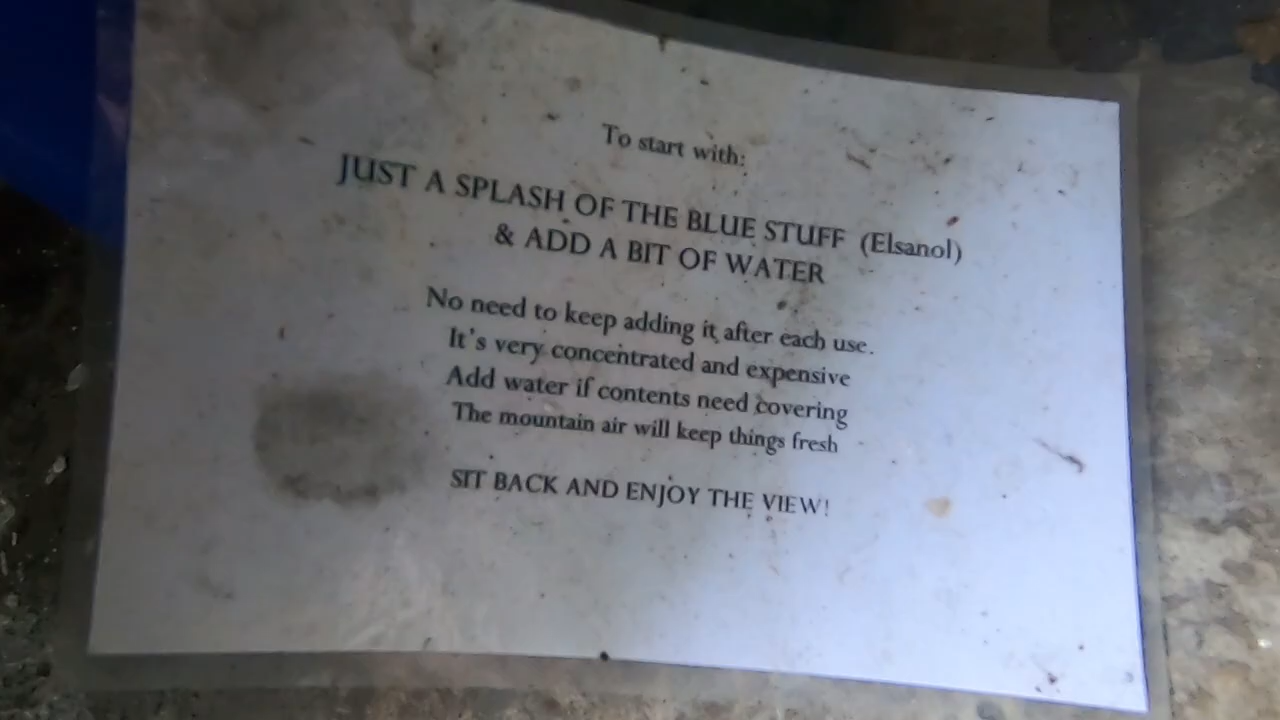 To start with:
JUST A SPLASH OF THE BLUE STUFF (Elsanol)
& ADD A BIT OF WATER
No need to keep adding it after each use.
It's very concentrated and expensive
Add water if contents need covering
The mountain air will keep things fresh
SIT BACK AND ENJOY THE VIEW!